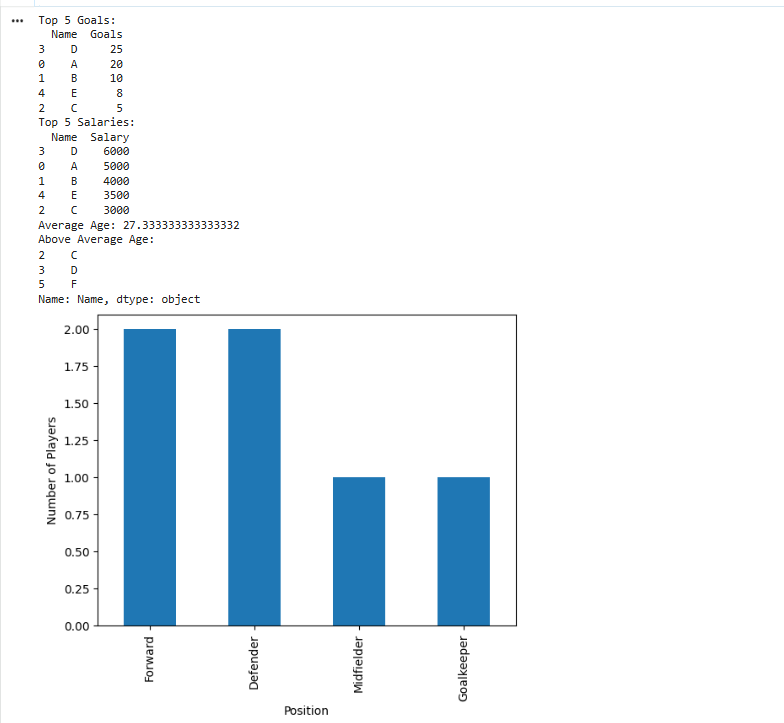 Top 5 Goals:
Name Goals
3 D 25
0 A 20
1 B 10
4 E 8
2 C 5
Top 5 Salaries:
Name Salary
3 D 6000
0 A 5000
1 B 4000
4 E 3500
2 C 3000
Average Age: 27.333333333333332
Above Average Age:
2 C
3 D
5 F
Name: Name, dtype: object
2.00
1.75
1.50
1.25
1.00
0.75
0.50
0.25
0.00
Number of Players
Forward
Defender
Midfielder
Goalkeeper
Position